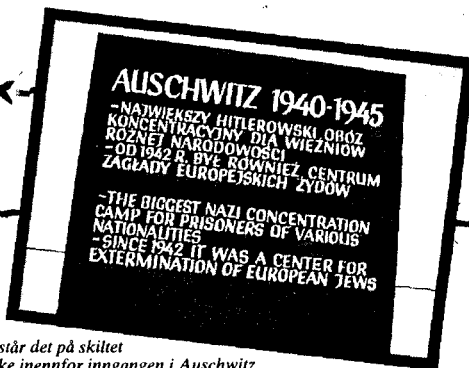 AUSCHWITZ 1940-1945
-NAJWIĘKSZY HITLEROWSKI OBÓZ
KONCENTRACYJNY DLA WIĘŹNIÓW
RÓŻNEJ NARODOWOŚCI
-OD 1942 R. BYŁ RÓWNIEŻ CENTRUM
ZAGŁADY EUROPEJSKICH ŻYDÓW
-THE BIGGEST NAZI CONCENTRATION
CAMP FOR PRISONERS OF VARIOUS
NATIONALITIES
-SINCE 1942 IT WAS A CENTER FOR
EXTERMINATION OF EUROPEAN JEWS
står det på skiltet
inennfor inngangen i Auschwitz